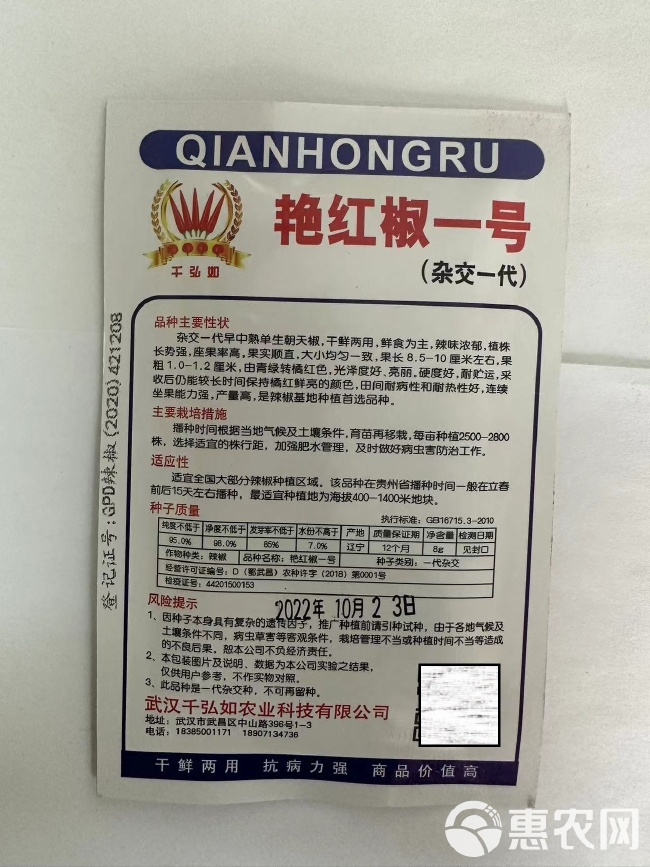 QIANHONGRU
千弘如
艳红椒一号
(杂交一代)
登记证号:GPD辣椒(2020)421208
品种主要性状
杂交一代早中熟单生朝天椒,干鲜两用,鲜食为主,辣味浓郁,植株
长势强,座果率高,果实顺直,大小均匀一致,果长8.5-10厘米左右,果
粗1.0-1.2厘米,由青绿转橘红色,光泽度好、亮丽。硬度好,耐贮运,采
收后仍能较长时间保持橘红鲜亮的颜色,田间耐病性和耐热性好,连续
坐果能力强,产量高,是辣椒基地种植首选品种。
主要栽培措施
播种时间根据当地气候及土壤条件,育苗再移栽,每亩种植2500-2800
株,选择适宜的株行距,加强肥水管理,及时做好病虫害防治工作。
适应性
适宜全国大部分辣椒种植区域。该品种在贵州省播种时间一般在立春
前后15天左右播种,最适宜种植地为海拔400-1400米地块。
种子质量
执行标准:GB16715.3-2010
纯度不低于 净度不低于 发芽率不低于 水份不高于 产地 质量保证期 净含量 检测日期
95.0% 98.0% 85% 7.0% 辽宁 12个月 8g 见封口
作物种类:辣椒 品种名称:艳红椒一号 种子类别:一代杂交
经营许可证编号:D(鄂武昌)农种许字(2018)第0001号
检疫证号:44201500153
2022年10月23日
风险提示
1、因种子本身具有复杂的遗传因子,推广种植前请引种试种,由于各地气候及
土壤条件不同,病虫草害等客观条件,栽培管理不当或种植时间不当等造成
的不良后果。恕本公司不负经济责任。
2、本包装图片及说明、数据为本公司实验之结果,
仅供用户参考,不作实物对照。
3、此品种是一代杂交种,不可再留种。
武汉千弘如农业科技有限公司
地址:武汉市武昌区中山路396号1-3
电话:18385001171 18907134736
干鲜两用 抗病力强 商品价值高
惠农网